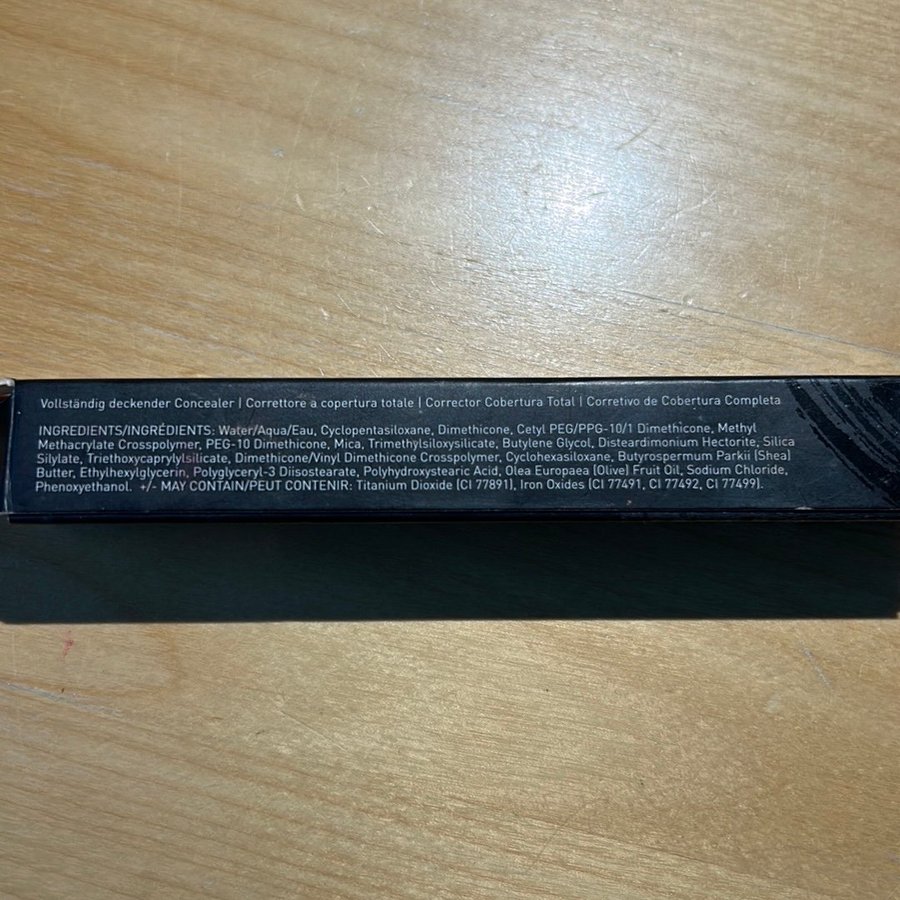 Vollständig deckender Concealer | Correttore a copertura totale | Corrector Cobertura Total | Corretivo de Cobertura Completa
INGREDIENTS/INGRÉDIENTS: Water/Aqua/Eau, Cyclopentasiloxane, Dimethicone, Cetyl PEG/PPG-10/1 Dimethicone, Methyl
Methacrylate Crosspolymer, PEG-10 Dimethicone, Mica, Trimethylsiloxysilicate, Butylene Glycol, Disteardimonium Hectorite, Silica
Silylate, Triethoxycaprylylsilicate, Dimethicone/Vinyl Dimethicone Crosspolymer, Cyclohexasiloxane, Butyrospermum Parkii (Shea)
Butter, Ethylhexylglycerin, Polyglyceryl-3 Diisostearate, Polyhydroxystearic Acid, Olea Europaea (Olive) Fruit Oil, Sodium Chloride,
Phenoxyethanol. +/- MAY CONTAIN/PEUT CONTENIR: Titanium Dioxide (CI 77891), Iron Oxides (CI 77491, CI 77492, CI 77499).